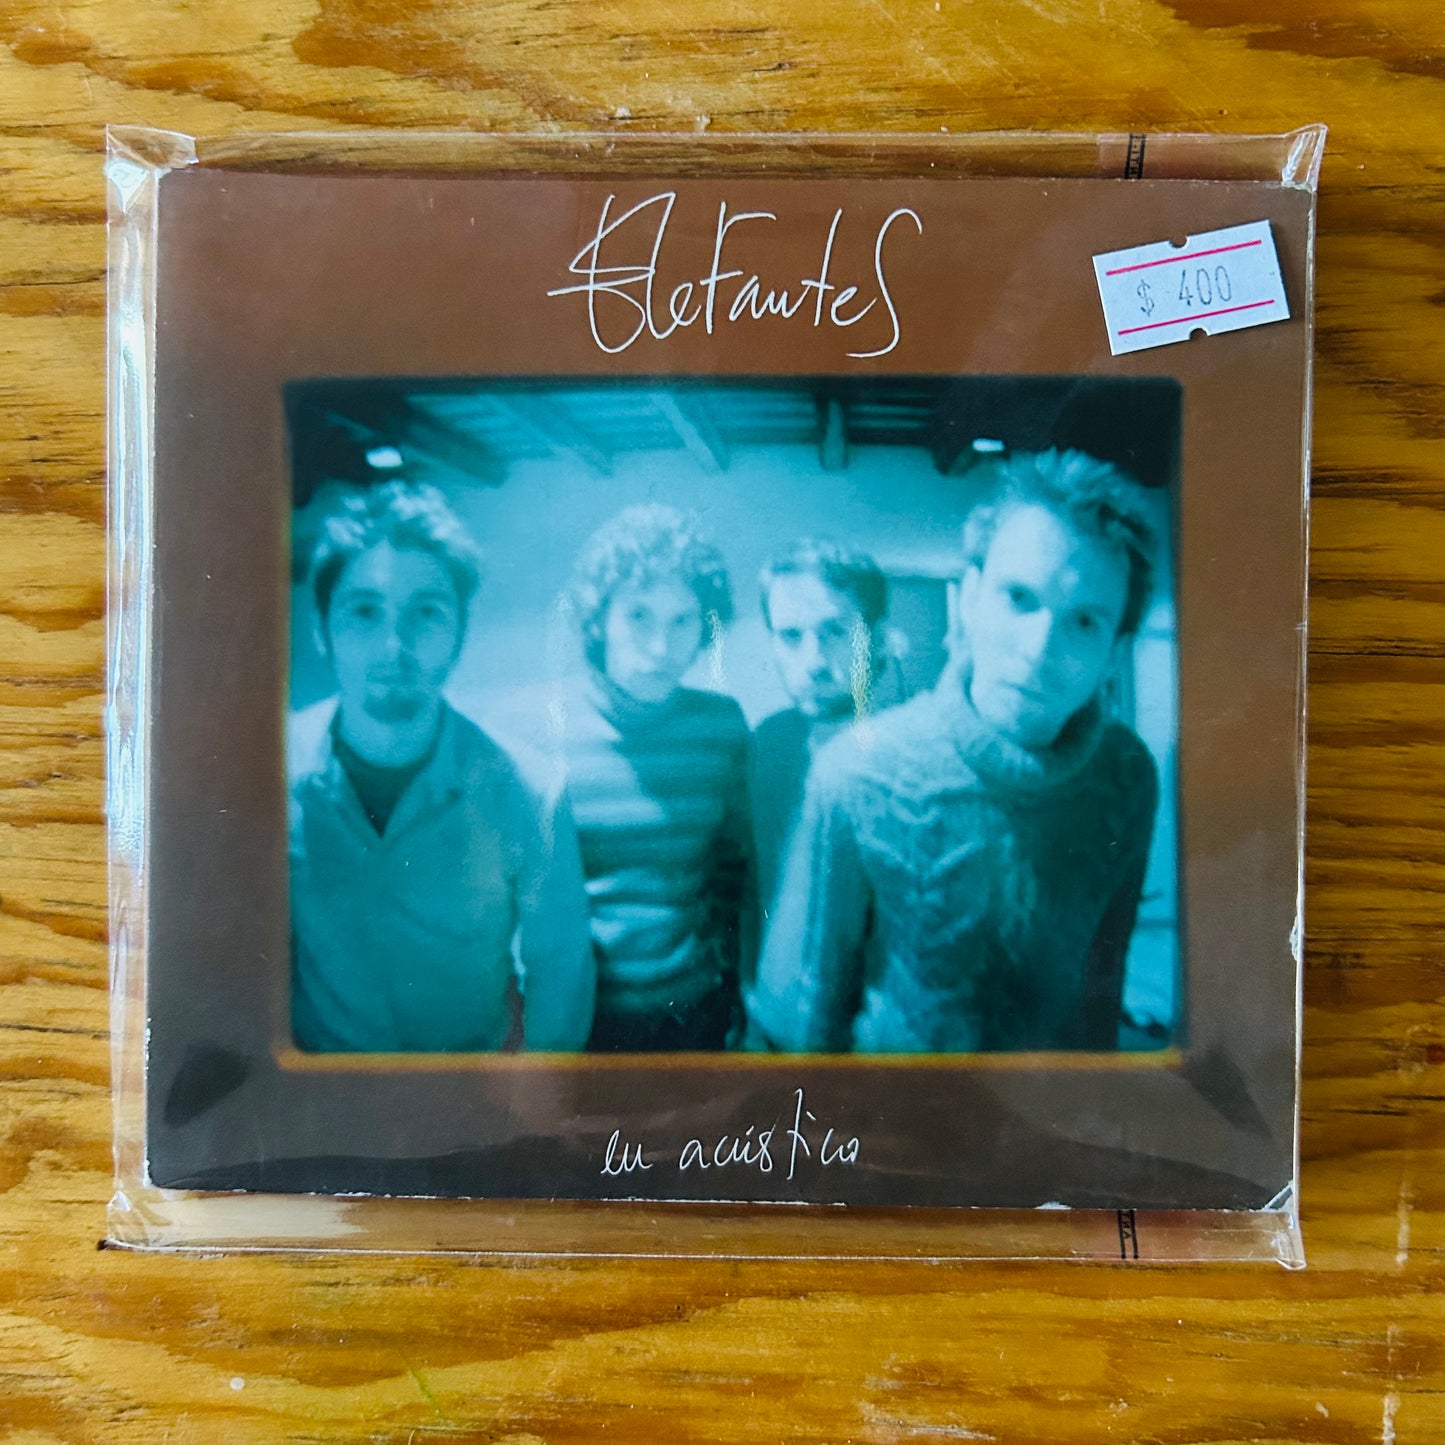 Elefantes
$ 400
en acústico